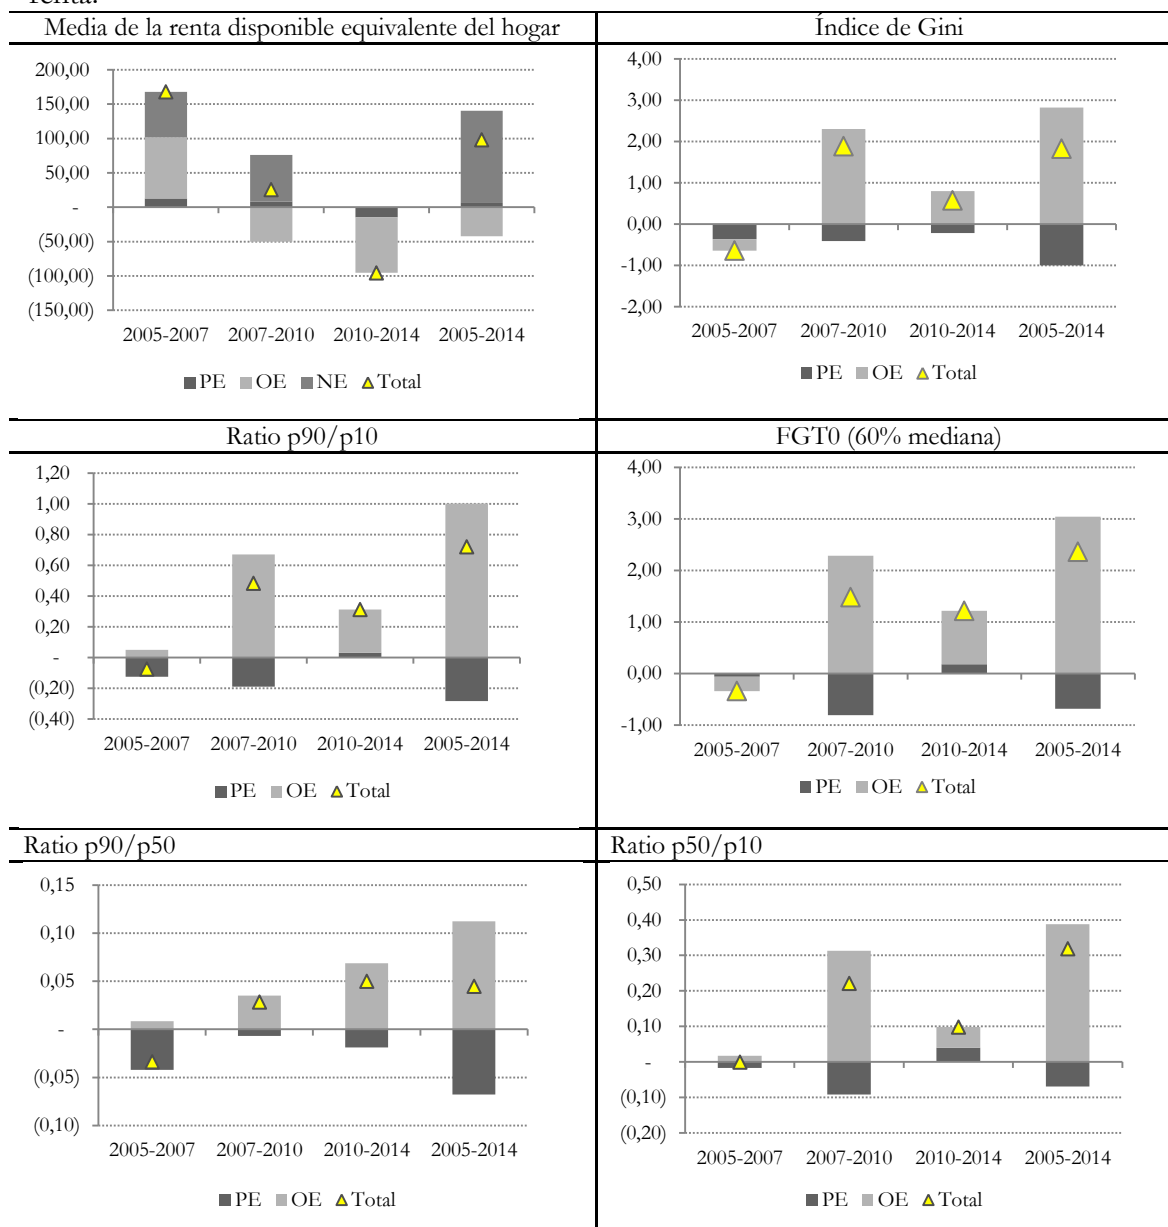 renta.
Media de la renta disponible equivalente del hogar
200,00
150,00
100,00
50,00
-
(50,00)
(100,00)
(150,00)
2005-2007 2007-2010 2010-2014 2005-2014
PE OE NE Total
Índice de Gini
4,00
3,00
2,00
1,00
0,00
-1,00
-2,00
2005-2007 2007-2010 2010-2014 2005-2014
PE OE Total
Ratio p90/p10
1,20
1,00
0,80
0,60
0,40
0,20
-
(0,20)
(0,40)
2005-2007 2007-2010 2010-2014 2005-2014
PE OE Total
FGT0 (60% mediana)
4,00
3,00
2,00
1,00
0,00
-1,00
2005-2007 2007-2010 2010-2014 2005-2014
PE OE Total
Ratio p90/p50
0,15
0,10
0,05
-
(0,05)
(0,10)
2005-2007 2007-2010 2010-2014 2005-2014
PE OE Total
Ratio p50/p10
0,50
0,40
0,30
0,20
0,10
-
(0,10)
(0,20)
2005-2007 2007-2010 2010-2014 2005-2014
PE OE Total